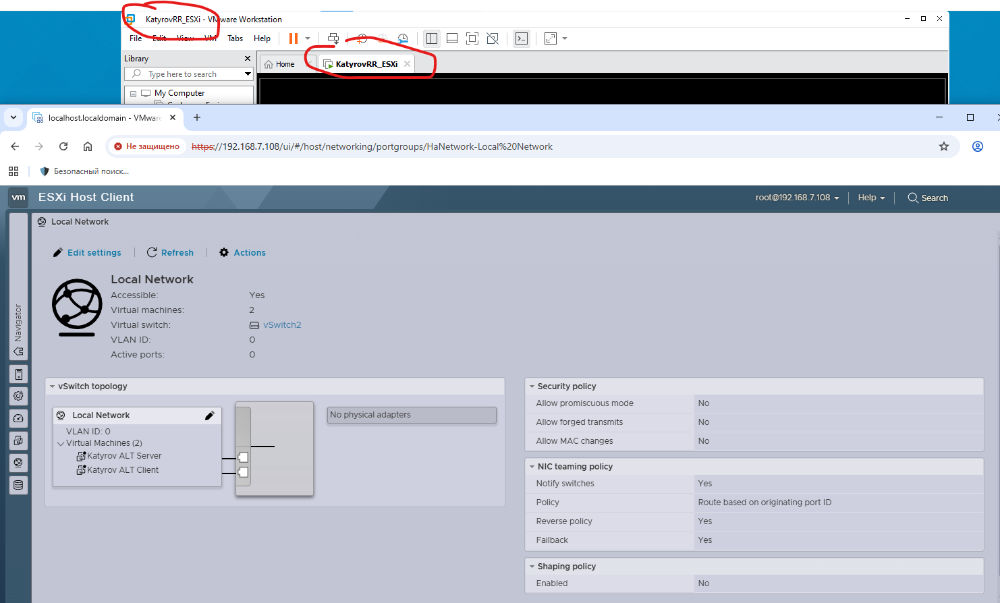 KatyrovRR_ESXi - VMware Workstation
File Edit View VM Tabs Help
Library
Type here to search
My Computer
Home
KatyrovRR_ESXi
localhost.localdomain - VMware
Не защищено
https://192.168.7.108/ui/#/host/networking/portgroups/HaNetwork-Local%20Network
Безопасный поиск...
vm ESXi Host Client
root@192.168.7.108
Help
Search
Navigator
Local Network
Edit settings
Refresh
Actions
Local Network
Accessible: Yes
Virtual machines: 2
Virtual switch: vSwitch2
VLAN ID: 0
Active ports: 0
vSwitch topology
Local Network
VLAN ID: 0
Virtual Machines (2)
Katyrov ALT Server
Katyrov ALT Client
No physical adapters
Security policy
Allow promiscuous mode No
Allow forged transmits No
Allow MAC changes No
NIC teaming policy
Notify switches Yes
Policy Route based on originating port ID
Reverse policy Yes
Failback Yes
Shaping policy
Enabled No